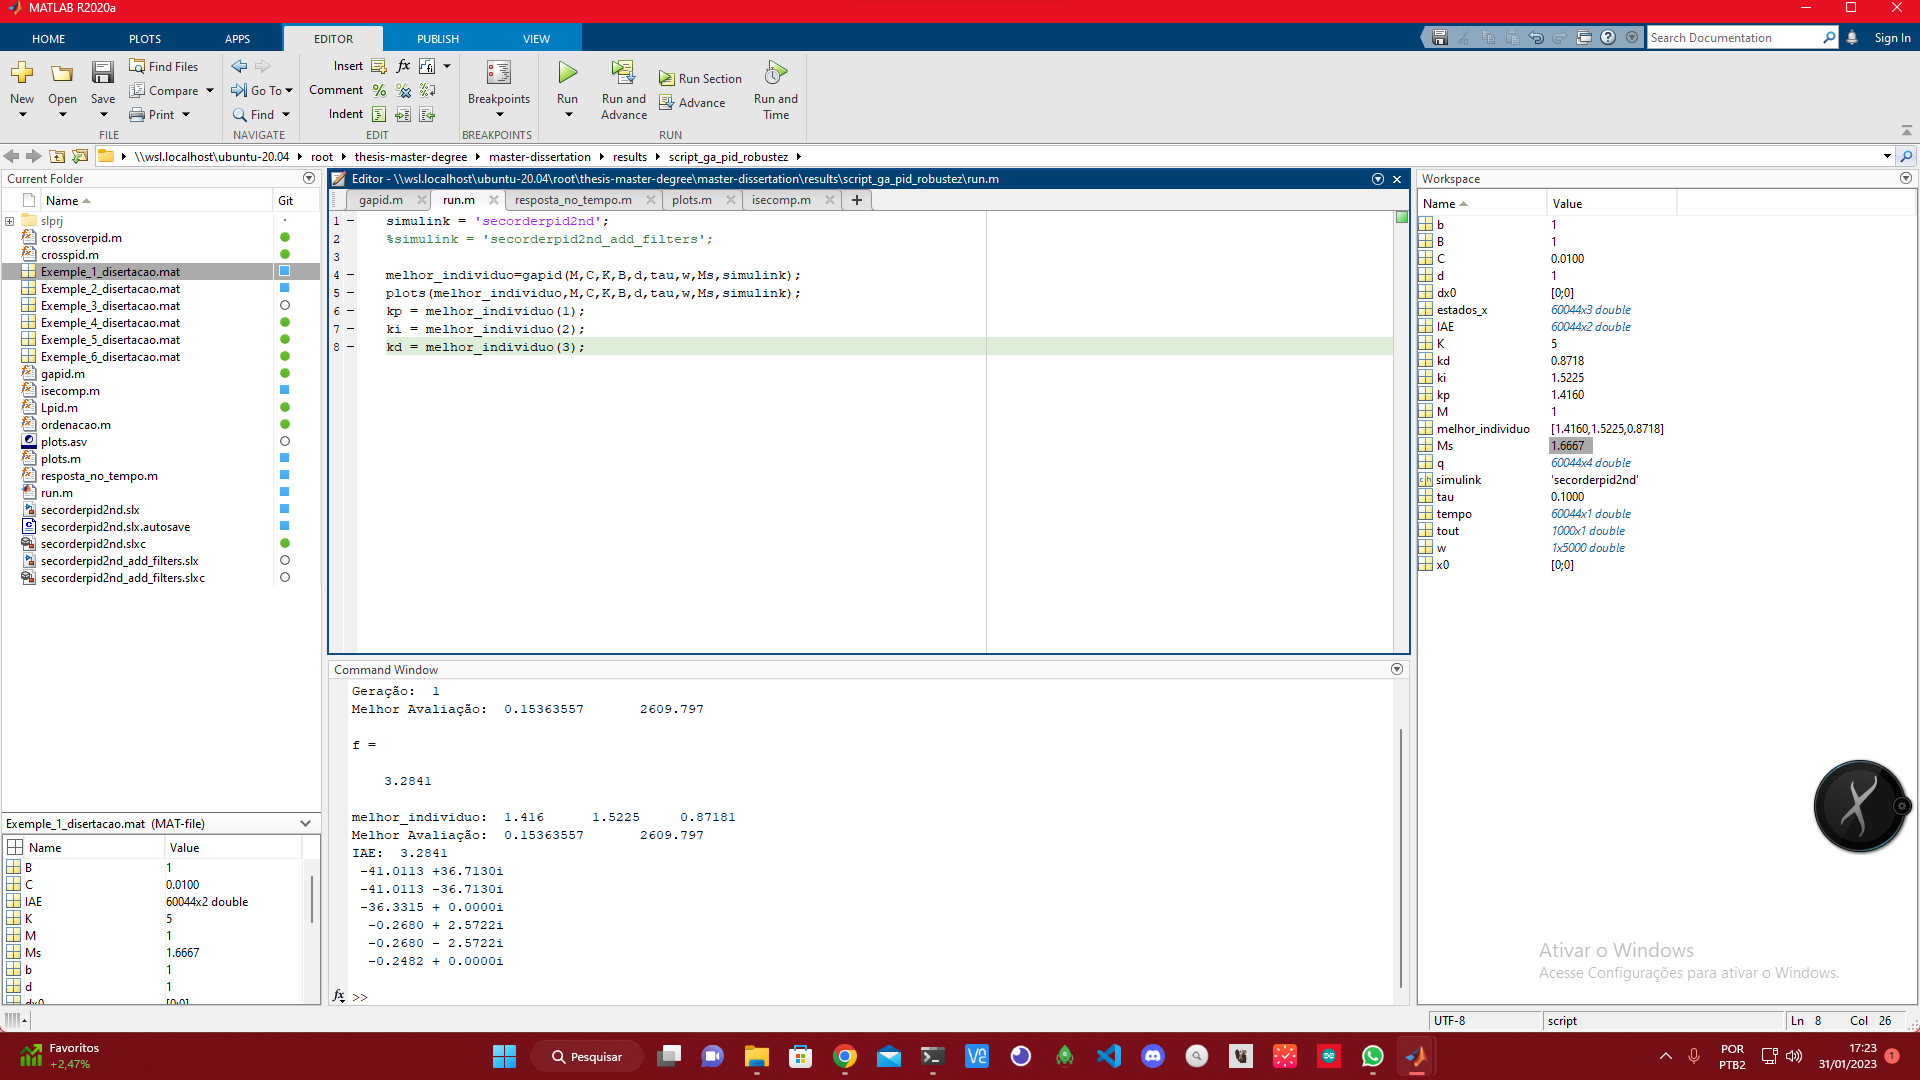 MATLAB R2020a
HOME PLOTS APPS EDITOR PUBLISH VIEW
Search Documentation
Sign In
New
Open
Save
Find Files
Compare
Print
FILE
Go To
Find
NAVIGATE
Insert
Comment
Indent
EDIT
Breakpoints
BREAKPOINTS
Run
Run and Advance
Run Section
Advance
Run and Time
RUN
\\wsl.localhost\ubuntu-20.04 root thesis-master-degree master-dissertation results script_ga_pid_robustez
Current Folder
Name Git
slprj
crossoverpid.m
crosspid.m
Exemple_1_disertacao.mat
Exemple_2_disertacao.mat
Exemple_3_disertacao.mat
Exemple_4_disertacao.mat
Exemple_5_disertacao.mat
Exemple_6_disertacao.mat
gapid.m
isecomp.m
Lpid.m
ordenacao.m
plots.asv
plots.m
resposta_no_tempo.m
run.m
secorderpid2nd.slx
secorderpid2nd.slx.autosave
secorderpid2nd.slxc
secorderpid2nd_add_filters.slx
secorderpid2nd_add_filters.slxc
Exemple_1_disertacao.mat (MAT-file)
Name Value
B 1
C 0.0100
IAE 60044x2 double
K 5
M 1
Ms 1.6667
b 1
d 1
dx0 [0;0]
Editor - \\wsl.localhost\ubuntu-20.04\root\thesis-master-degree\master-dissertation\results\script_ga_pid_robustez\run.m
gapid.m run.m resposta_no_tempo.m plots.m isecomp.m
1 simulink = 'secorderpid2nd';
2 %simulink = 'secorderpid2nd_add_filters';
3
4 melhor_individuo=gapid(M,C,K,B,d,tau,w,Ms,simulink);
5 plots(melhor_individuo,M,C,K,B,d,tau,w,Ms,simulink);
6 kp = melhor_individuo(1);
7 ki = melhor_individuo(2);
8 kd = melhor_individuo(3);
Command Window
Geração: 1
Melhor Avaliação: 0.15363557 2609.797
f =
3.2841
melhor_individuo: 1.416 1.5225 0.87181
Melhor Avaliação: 0.15363557 2609.797
IAE: 3.2841
-41.0113 +36.7130i
-41.0113 -36.7130i
-36.3315 + 0.0000i
-0.2680 + 2.5722i
-0.2680 - 2.5722i
-0.2482 + 0.0000i
fx >>
Workspace
Name Value
b 1
B 1
C 0.0100
d 1
dx0 [0;0]
estados_x 60044x3 double
IAE 60044x2 double
K 5
kd 0.8718
ki 1.5225
kp 1.4160
M 1
melhor_individuo [1.4160,1.5225,0.8718]
Ms 1.6667
q 60044x4 double
simulink 'secorderpid2nd'
tau 0.1000
tempo 60044x1 double
tout 1000x1 double
w 1x5000 double
x0 [0;0]
Ativar o Windows
Acesse Configurações para ativar o Windows.
UTF-8 script Ln 8 Col 26
Favoritos
+2,47%
Pesquisar
POR
PTB2
17:23
31/01/2023
1